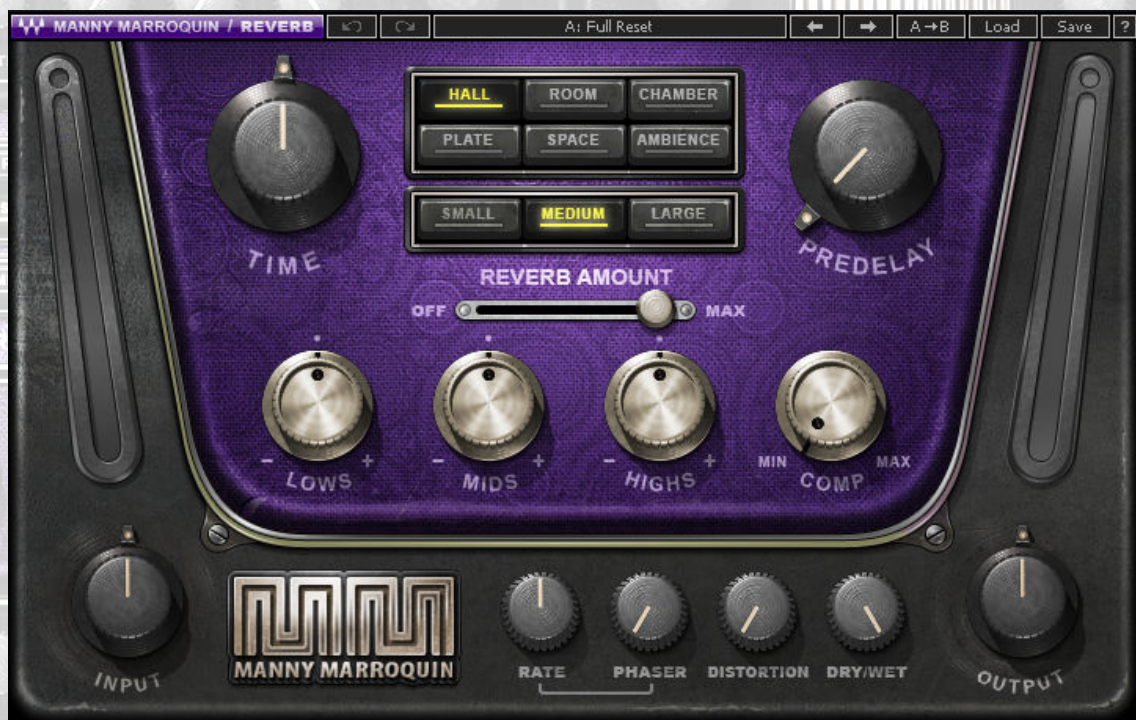 MANNY MARROQUIN / REVERB A: Full Reset A→B Load Save ?
HALL ROOM CHAMBER
PLATE SPACE AMBIENCE
SMALL MEDIUM LARGE
TIME PREDELAY
REVERB AMOUNT
OFF MAX
- + - + - + MIN MAX
LOWS MIDS HIGHS COMP
MANNY MARROQUIN
RATE PHASER DISTORTION DRY/WET
INPUT OUTPUT